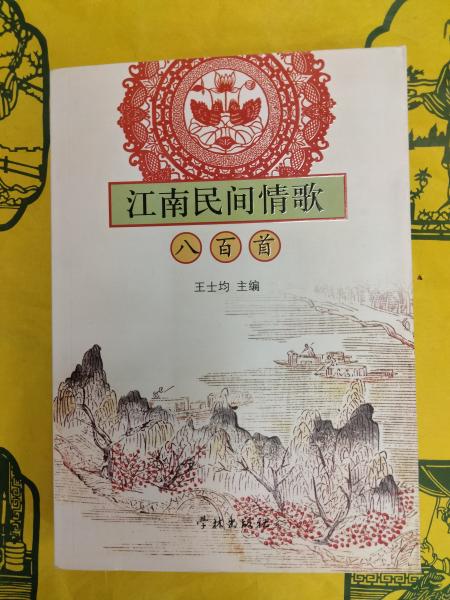 江南民间情歌
八百首
王士均 主编
学林出版社